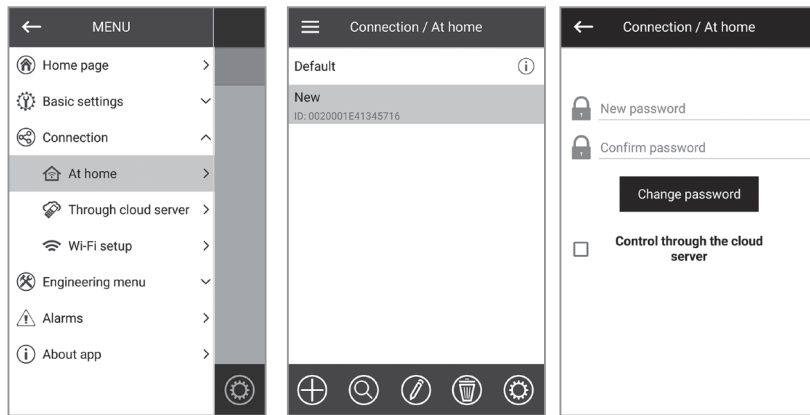 MENU
Home page
Basic settings
Connection
At home
Through cloud server
Wi-Fi setup
Engineering menu
Alarms
About app
Connection / At home
Default
New
ID: 0020001E41345716
Connection / At home
New password
Confirm password
Change password
Control through the cloud
server